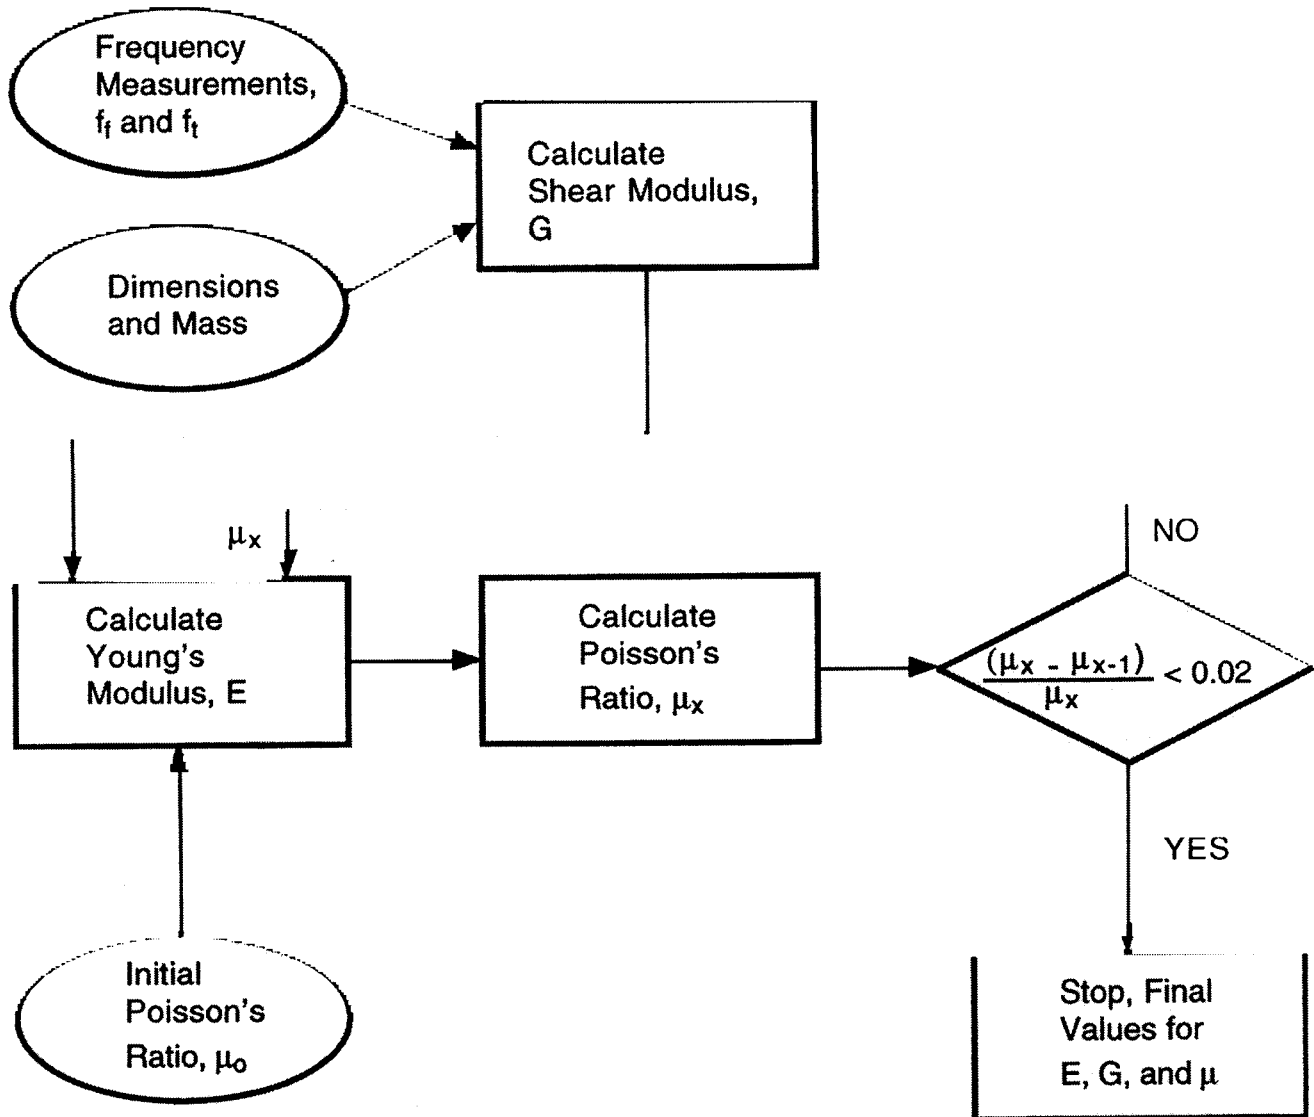 Frequency
Measurements,
f_f and f_t
Calculate
Shear Modulus,
G
Dimensions
and Mass
μ_x
NO
Calculate
Young's
Modulus, E
Calculate
Poisson's
Ratio, μ_x
(μ_x - μ_x-1)
μ_x
< 0.02
YES
Initial
Poisson's
Ratio, μ_o
Stop, Final
Values for
E, G, and μ